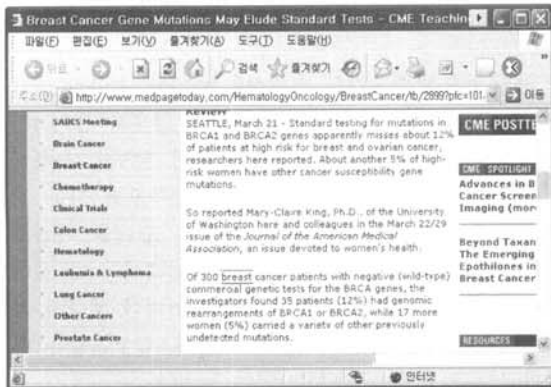 Breast Cancer Gene Mutations May Elude Standard Tests - CME Teachin
파일(F) 편집(E) 보기(V) 즐겨찾기(A) 도구(T) 도움말(H)
뒤로 검색 즐겨찾기
주소(D) http://www.medpagetoday.com/HematologyOncology/BreastCancer/tb/2899?pfc=101 이동
SABCS Meeting
Brain Cancer
Breast Cancer
Chemotherapy
Clinical Trials
Colon Cancer
Hematology
Leukemia & Lymphoma
Lung Cancer
Other Cancers
Prostate Cancer
Review
SEATTLE, March 21 - Standard testing for mutations in
BRCA1 and BRCA2 genes apparently misses about 12%
of patients at high risk for breast and ovarian cancer,
researchers here reported. About another 5% of high-
risk women have other cancer susceptibility gene
mutations.
So reported Mary-Claire King, Ph.D., of the University
of Washington here and colleagues in the March 22/29
issue of the Journal of the American Medical
Association, an issue devoted to women's health.
Of 300 breast cancer patients with negative (wild-type)
commercial genetic tests for the BRCA genes, the
investigators found 35 patients (12%) had genomic
rearrangements of BRCA1 or BRCA2, while 17 more
women (5%) carried a variety of other previously
undetected mutations.
CME POSTTE
CME SPOTLIGHT
Advances in B
Cancer Screen
Imaging (mor
Beyond Taxan
The Emerging
Epothilones in
Breast Cancer
RESOURCES
인터넷